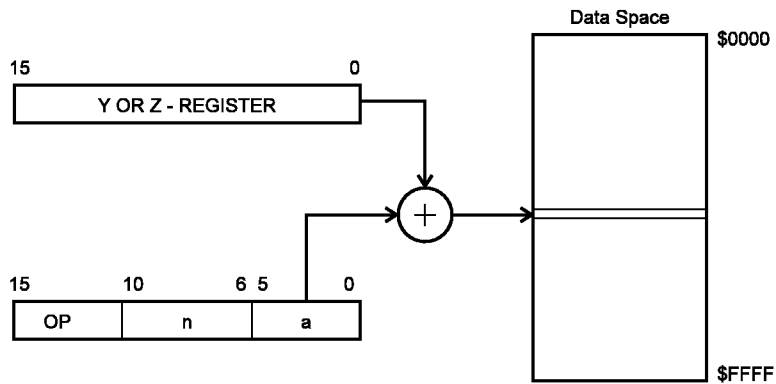 Data Space
$0000
15 0
Y OR Z - REGISTER
+
15 10 6 5 0
OP n a
$FFFF